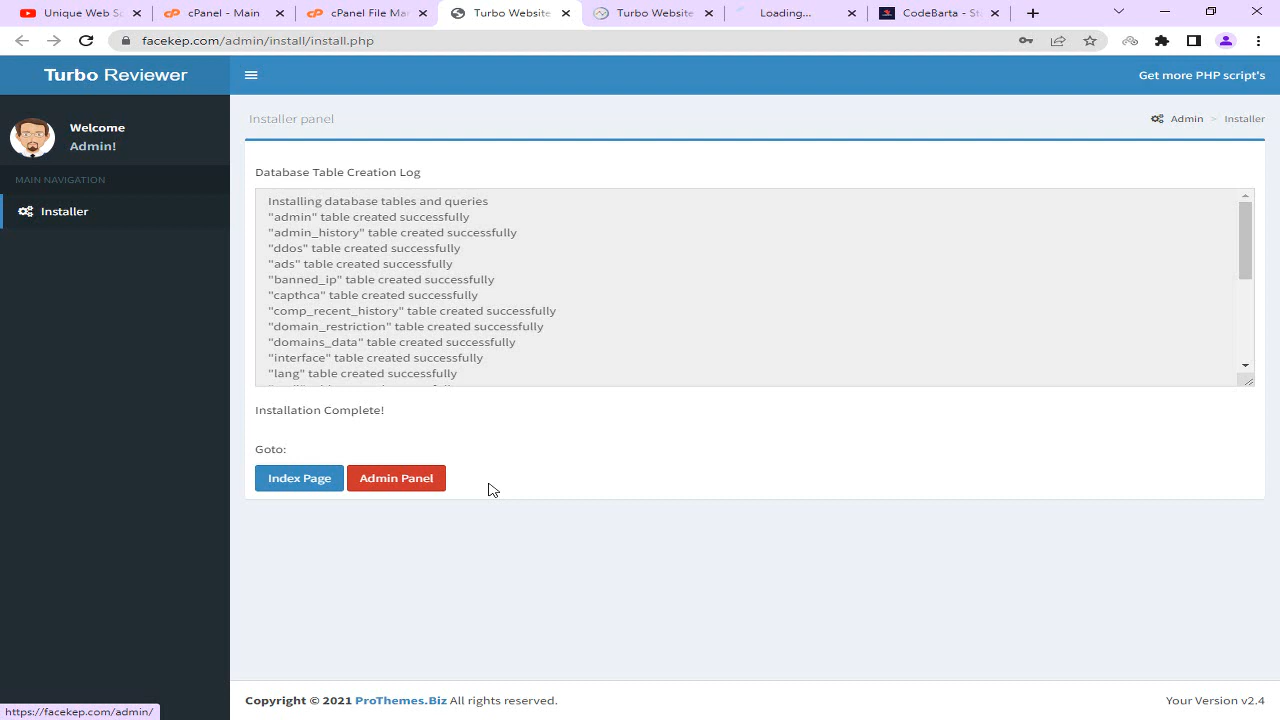 Unique Web Sc
cPanel - Main
cPanel File Ma
Turbo Website
Turbo Website
Loading...
CodeBarta - St
facekep.com/admin/install/install.php
Turbo Reviewer
Get more PHP script's
Welcome
Admin!
MAIN NAVIGATION
Installer
Installer panel
Admin > Installer
Database Table Creation Log
Installing database tables and queries
"admin" table created successfully
"admin_history" table created successfully
"ddos" table created successfully
"ads" table created successfully
"banned_ip" table created successfully
"capthca" table created successfully
"comp_recent_history" table created successfully
"domain_restriction" table created successfully
"domains_data" table created successfully
"interface" table created successfully
"lang" table created successfully
Installation Complete!
Goto:
Index Page
Admin Panel
Copyright © 2021 ProThemes.Biz All rights reserved.
Your Version v2.4
https://facekep.com/admin/